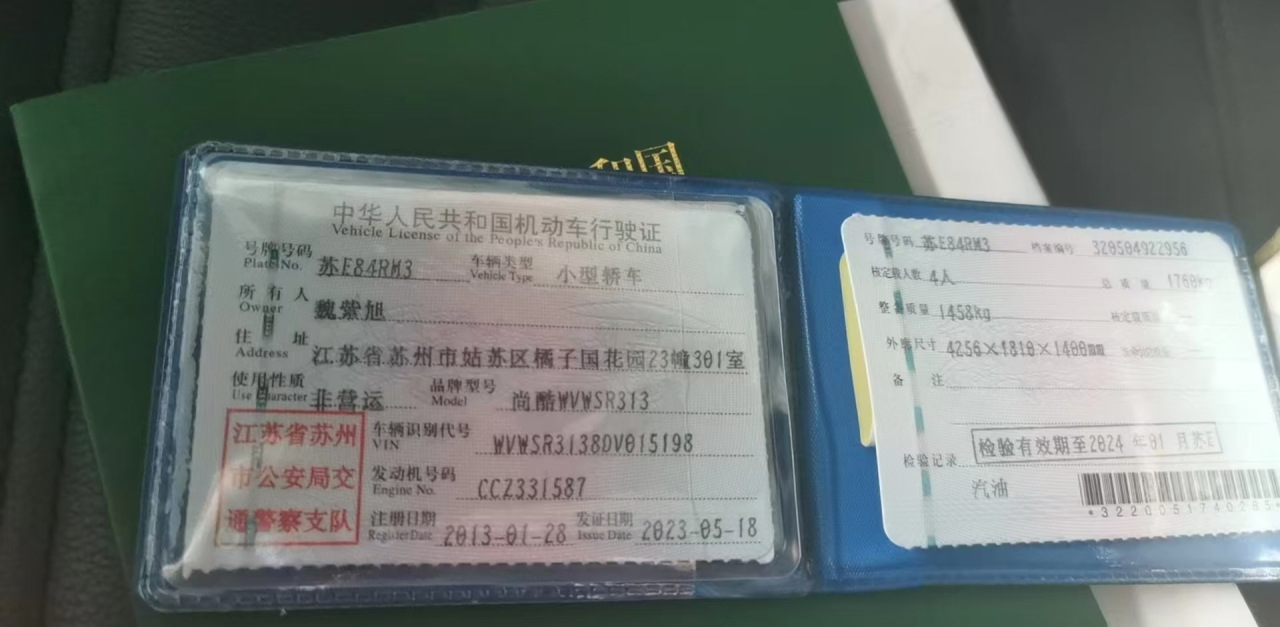 和国
中华人民共和国机动车行驶证
Vehicle License of the People's Republic of China
号牌号码 苏E84RM3 车辆类型 小型轿车
Plate No. Vehicle Type
所有人 魏紫旭
Owner
住址 江苏省苏州市姑苏区橘子国花园23幢301室
Address
使用性质 非营运 品牌型号 尚酷WVWSR313
Use Character Model
江苏省苏州
市公安局交
通警察支队
车辆识别代号 WVWSR3138DV015198
VIN
发动机号码 CCZ331587
Engine No.
注册日期 2013-01-28 发证日期 2023-05-18
Register Date Issue Date
号牌号码 苏E84RM3 档案编号 320504922956
核定载人数 4人 总质量 1760kg
整备质量 1458kg 核定载质量 --
外廓尺寸 4256×1810×1400mm
备注
检验记录 检验有效期至2024年01月苏E
汽油